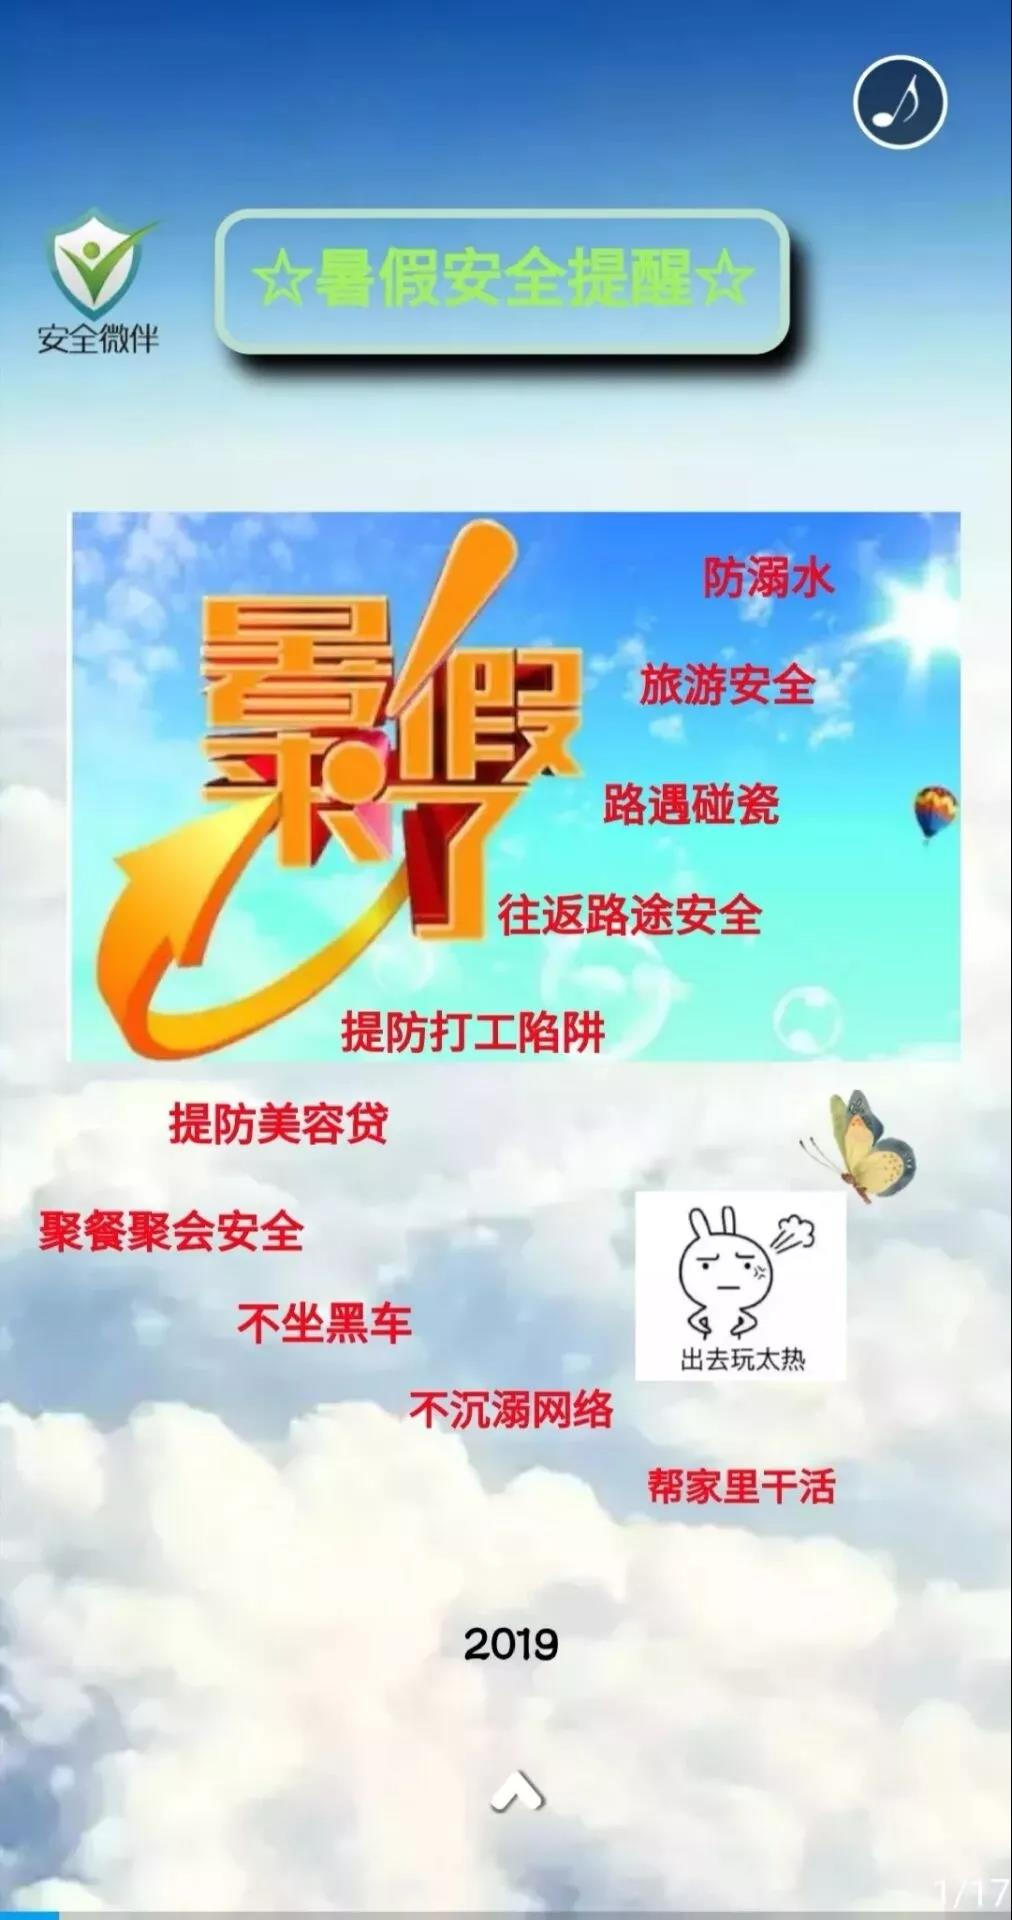 ☆暑假安全提醒☆
安全微伴
暑假
来了
防溺水
旅游安全
路遇碰瓷
往返路途安全
提防打工陷阱
提防美容贷
聚餐聚会安全
不坐黑车
出去玩太热
不沉溺网络
帮家里干活
2019
1/17